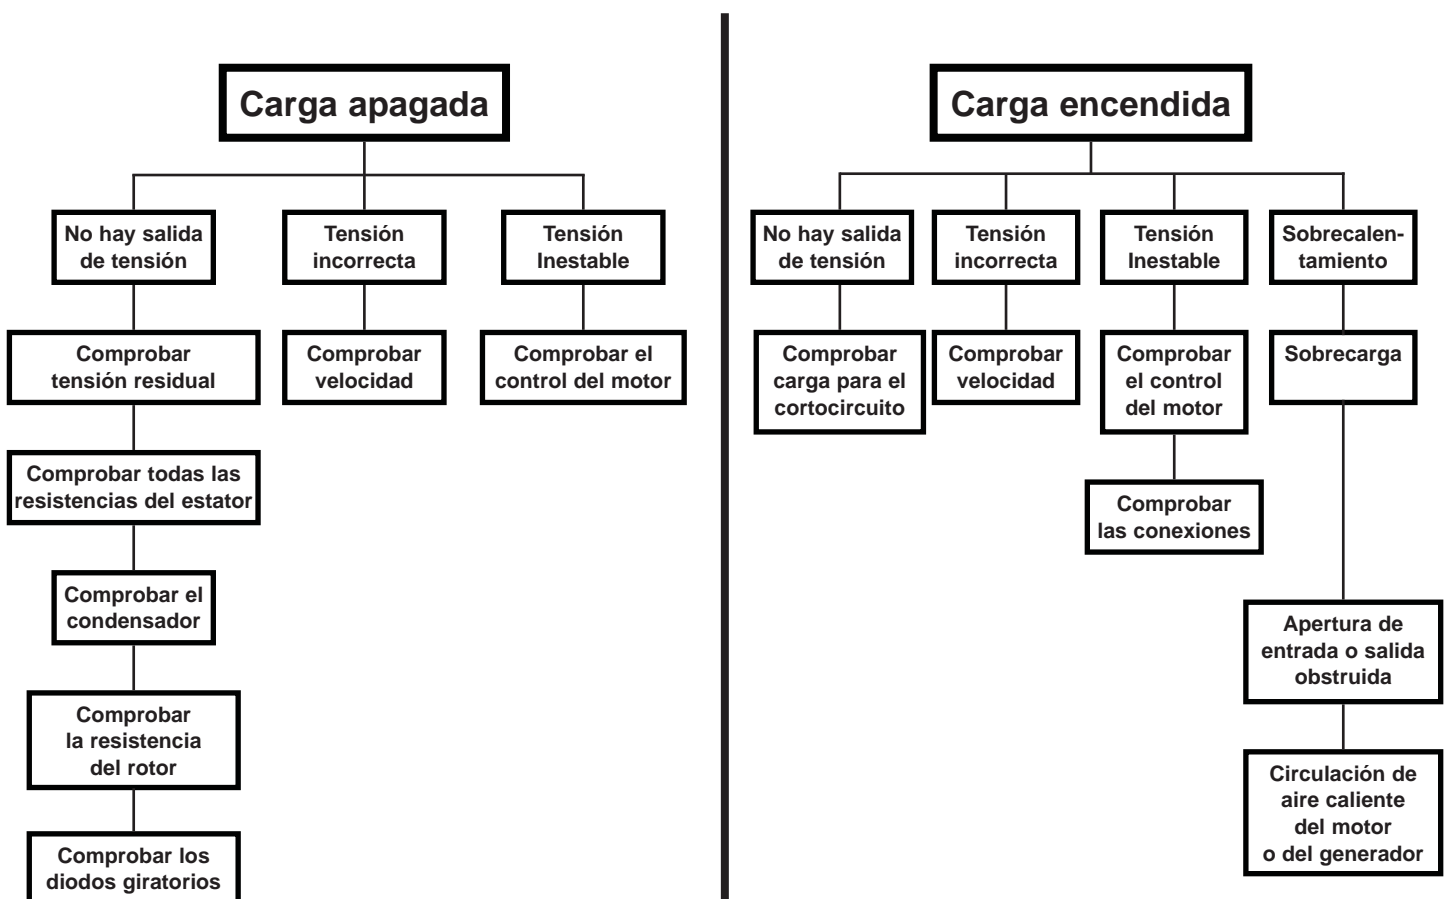 Carga apagada
No hay salida
de tensión
Tensión
incorrecta
Tensión
Inestable
Comprobar
tensión residual
Comprobar
velocidad
Comprobar el
control del motor
Comprobar todas las
resistencias del estator
Comprobar el
condensador
Comprobar
la resistencia
del rotor
Comprobar los
diodos giratorios
Carga encendida
No hay salida
de tensión
Tensión
incorrecta
Tensión
Inestable
Sobrecalen-
tamiento
Comprobar
carga para el
cortocircuito
Comprobar
velocidad
Comprobar
el control
del motor
Sobrecarga
Comprobar
las conexiones
Apertura de
entrada o salida
obstruida
Circulación de
aire caliente
del motor
o del generador